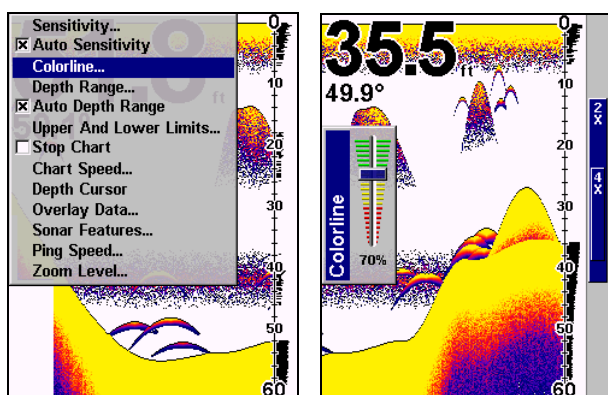 Sensitivity...
Auto Sensitivity
Colorline...
Depth Range...
Auto Depth Range
Upper And Lower Limits...
Stop Chart
Chart Speed...
Depth Cursor
Overlay Data...
Sonar Features...
Ping Speed...
Zoom Level...
ft
0
10
20
30
40
50
60
35.5 ft
49.9°
Colorline
70%
0
10
20
30
40
50
60
2X
4X